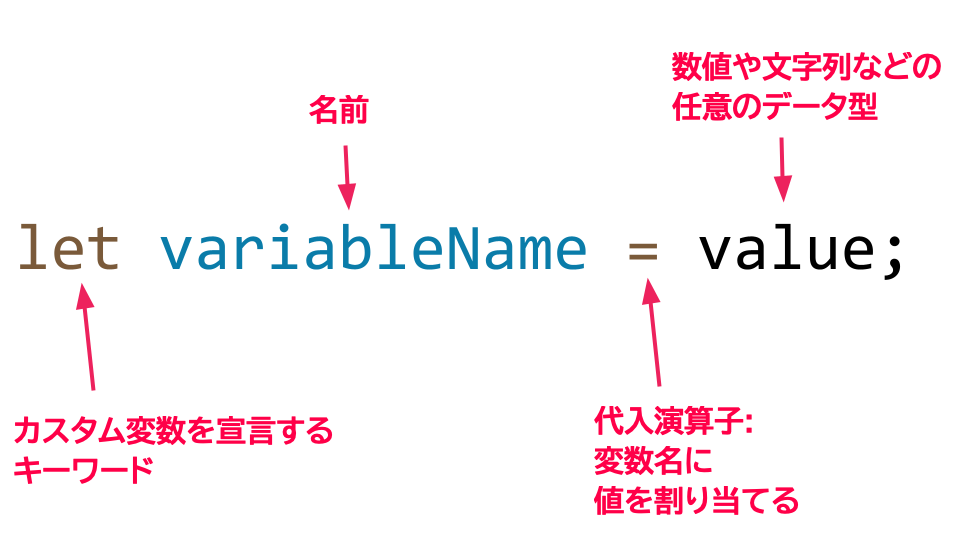 数値や文字列などの
任意のデータ型
名前
let variableName = value;
カスタム変数を宣言する
キーワード
代入演算子:
変数名に
値を割り当てる